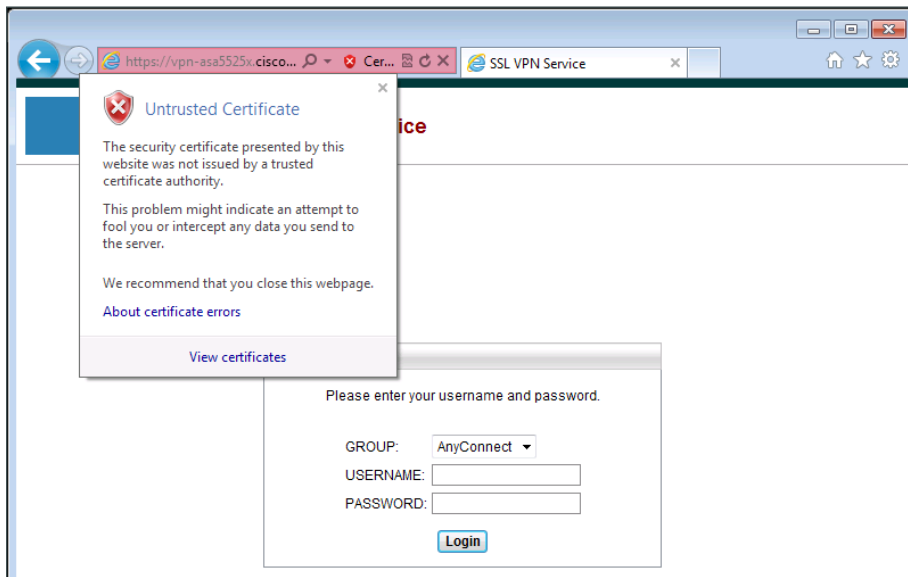 https://vpn-asa5525x.cisco... Cer... SSL VPN Service
Untrusted Certificate
ice
The security certificate presented by this
website was not issued by a trusted
certificate authority.
This problem might indicate an attempt to
fool you or intercept any data you send to
the server.
We recommend that you close this webpage.
About certificate errors
View certificates
Please enter your username and password.
GROUP: AnyConnect
USERNAME:
PASSWORD:
Login